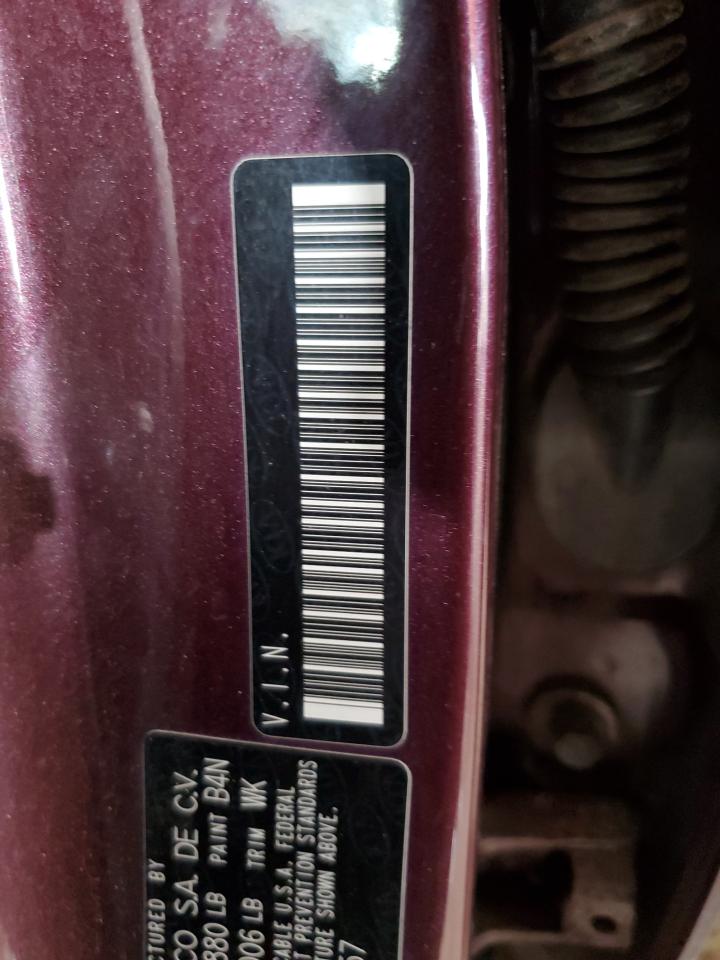 V.I.N.
CTURED BY
CO S.A. DE C.V.
880 LB PAINT B4N
006 LB TRIM WK
CABLE U.S.A. FEDERAL
T PREVENTION STANDARDS
TURE SHOWN ABOVE.
57